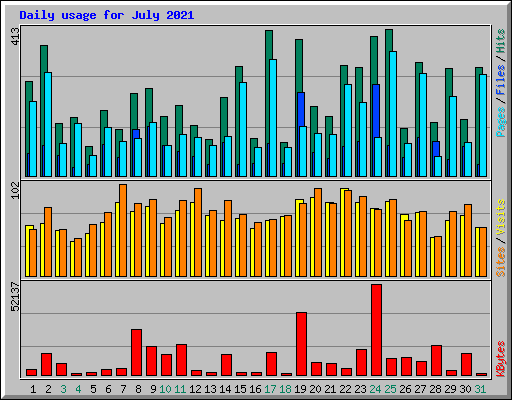 Daily usage for July 2021
413
Pages / Files / Hits
102
Sites / Visits
52137
KBytes
1 2 3 4 5 6 7 8 9 10 11 12 13 14 15 16 17 18 19 20 21 22 23 24 25 26 27 28 29 30 31